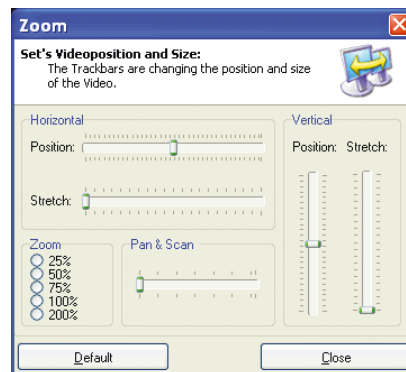 Zoom
Set's Videoposition and Size:
The Trackbars are changing the position and size
of the Video.
Horizontal
Position:
Stretch:
Vertical
Position: Stretch:
Zoom
25%
50%
75%
100%
200%
Pan & Scan
Default
Close